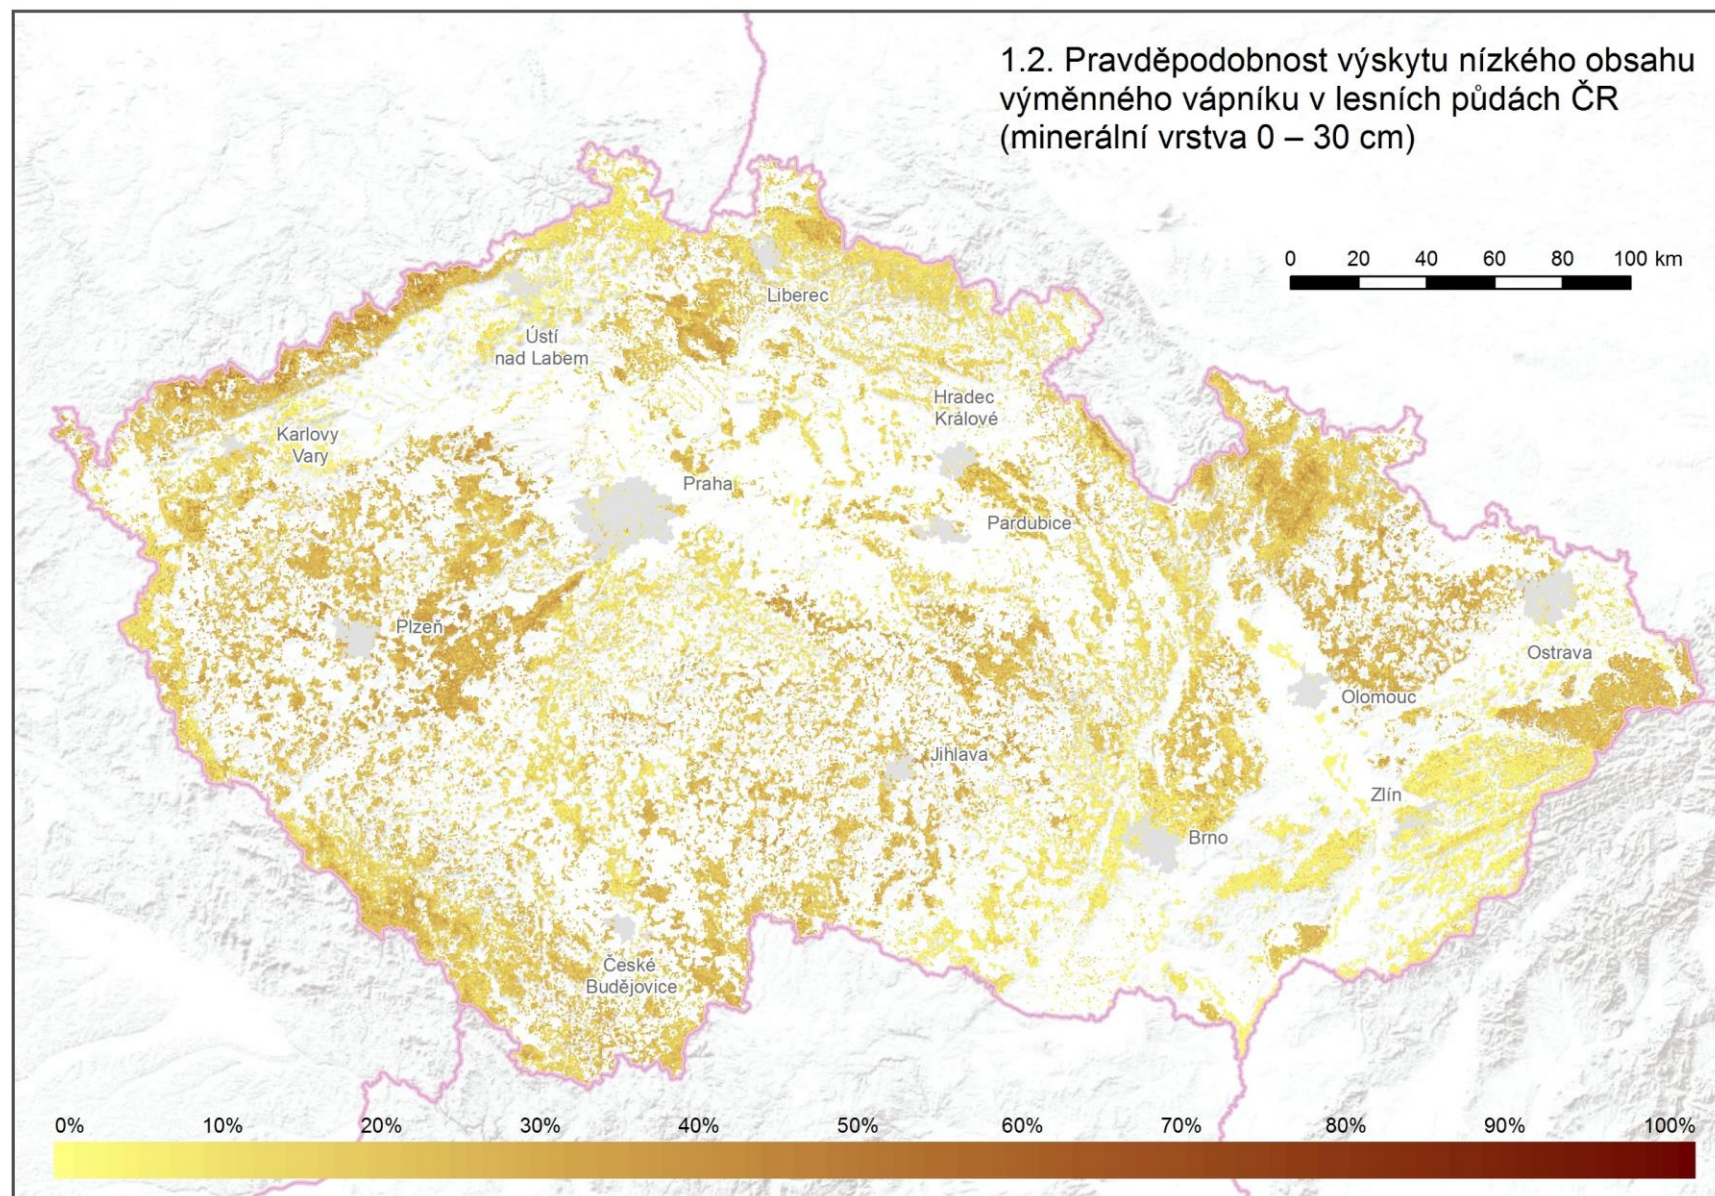 1.2. Pravděpodobnost výskytu nízkého obsahu
výměnného vápníku v lesních půdách ČR
(minerální vrstva 0 – 30 cm)
0 20 40 60 80 100 km
Liberec
Ústí
nad Labem
Hradec
Králové
Karlovy
Vary
Praha
Pardubice
Plzeň
Ostrava
Olomouc
Jihlava
Zlín
Brno
České
Budějovice
0% 10% 20% 30% 40% 50% 60% 70% 80% 90% 100%